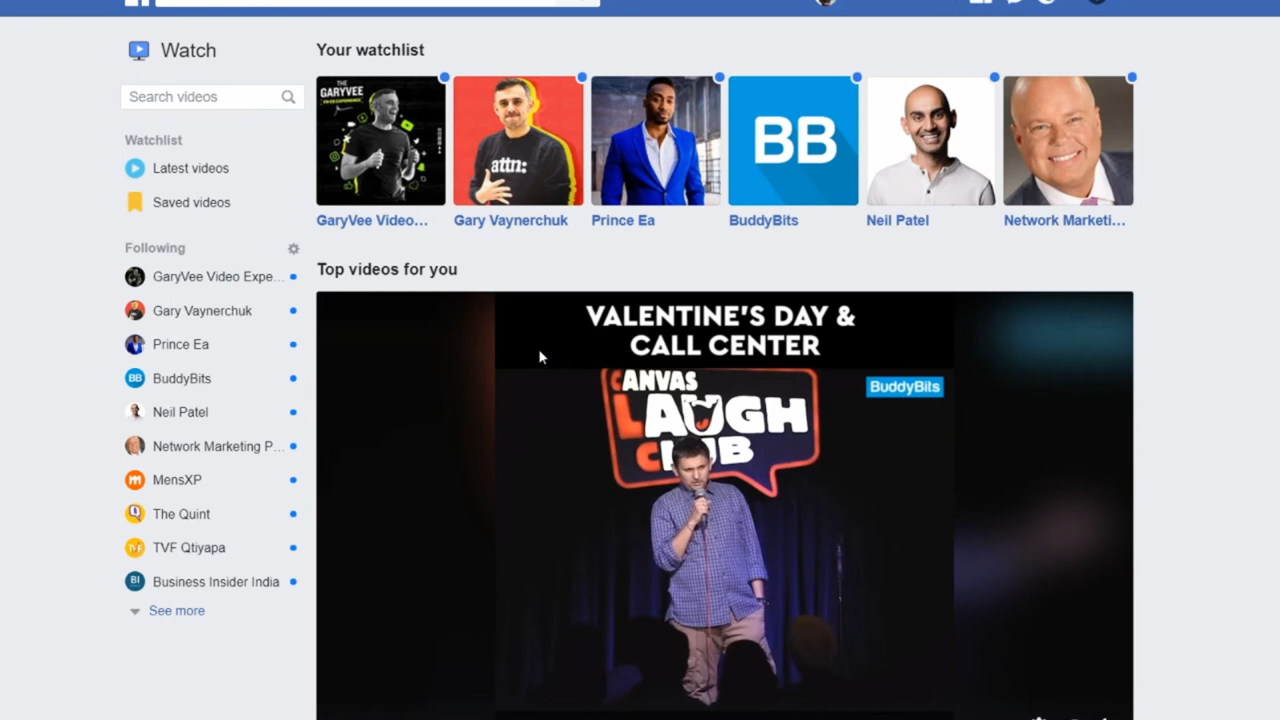 Watch
Search videos
Watchlist
Latest videos
Saved videos
Following
GaryVee Video Expe...
Gary Vaynerchuk
Prince Ea
BB
BuddyBits
Neil Patel
Network Marketing P...
m
MensXP
The Quint
TVF Qtiyapa
BI
Business Insider India
See more
Your watchlist
THE
GARYVEE
attn:
BB
GaryVee Video...
Gary Vaynerchuk
Prince Ea
BuddyBits
Neil Patel
Network Marketi...
Top videos for you
VALENTINE'S DAY &
CALL CENTER
BuddyBits
CANVAS
LAUGH
CLUB